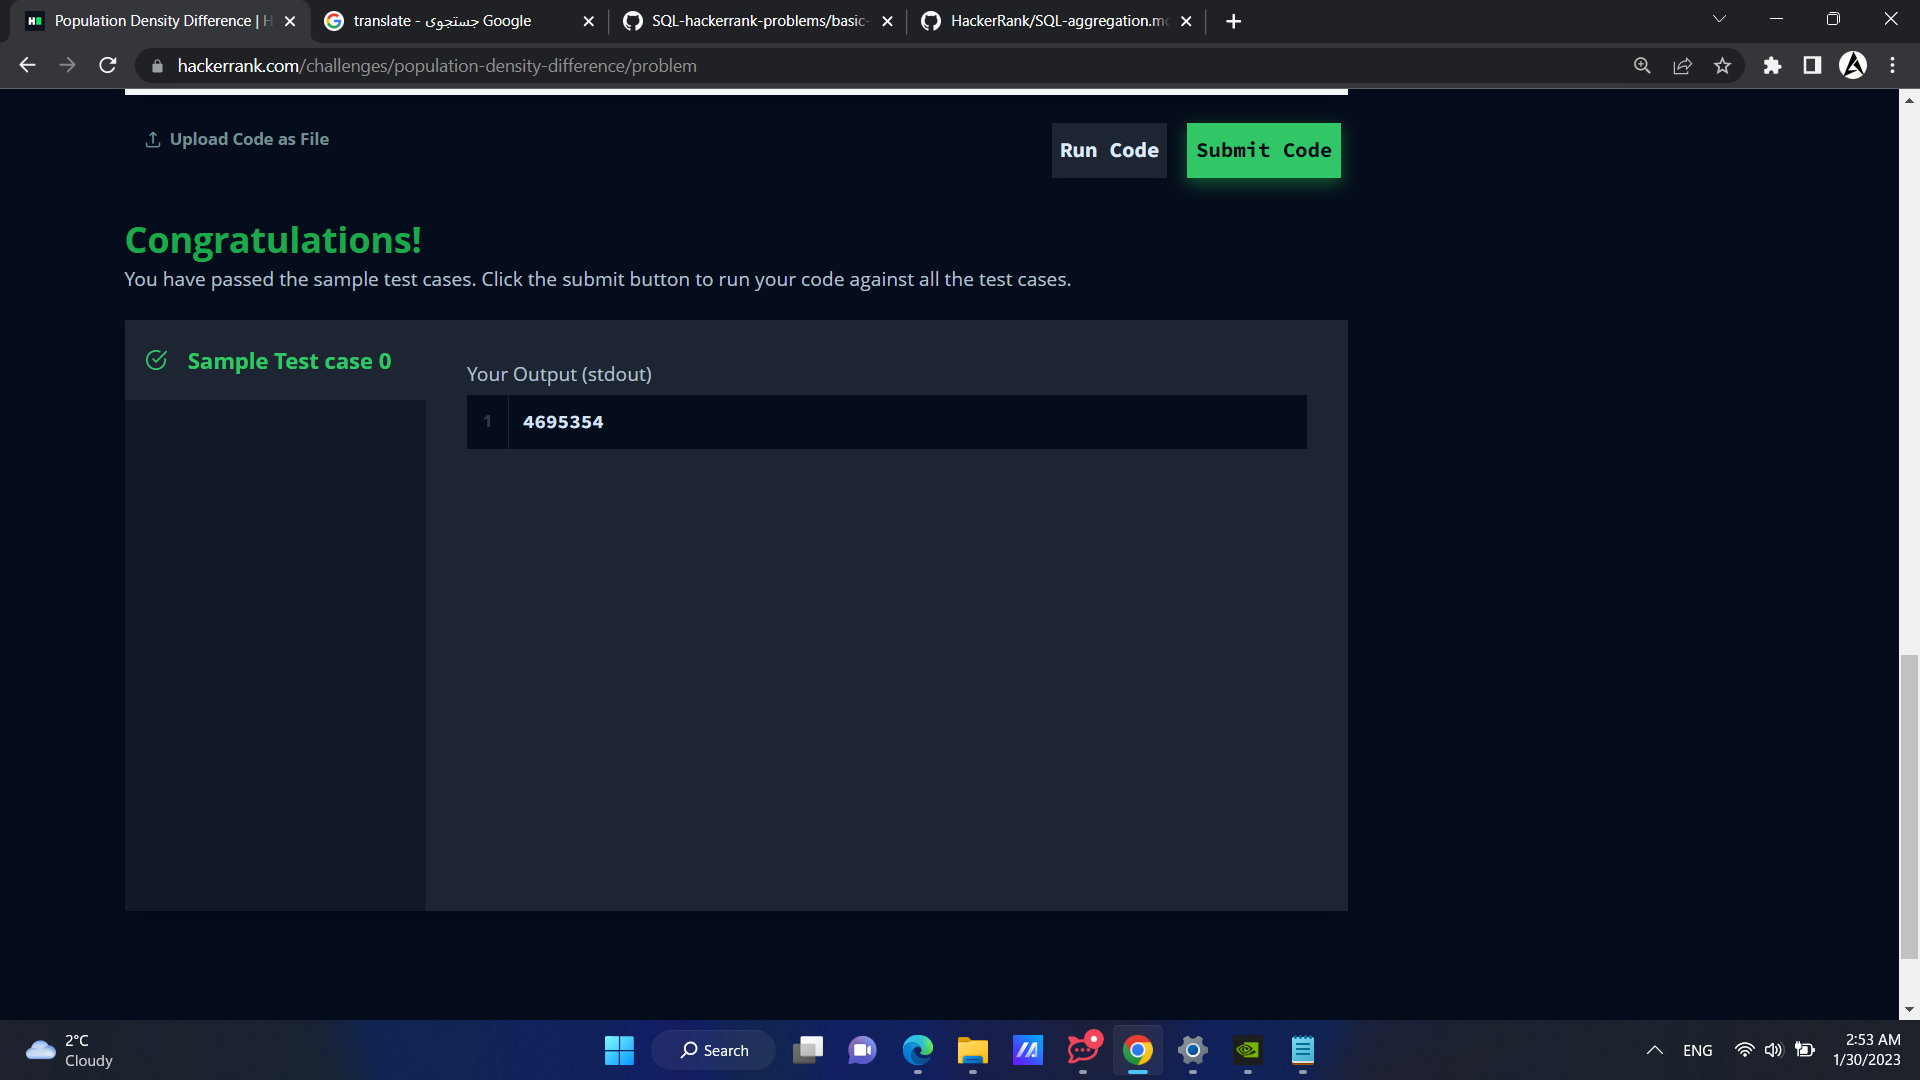 Population Density Difference | H
translate - جستجوی Google
SQL-hackerrank-problems/basic-
HackerRank/SQL-aggregation.mc
hackerrank.com/challenges/population-density-difference/problem
Upload Code as File
Run Code
Submit Code
Congratulations!
You have passed the sample test cases. Click the submit button to run your code against all the test cases.
Sample Test case 0
Your Output (stdout)
1
4695354
2°C
Cloudy
Search
ENG
2:53 AM
1/30/2023